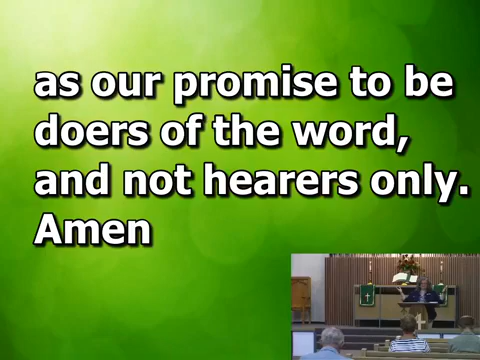 as our promise to be
doers of the word,
and not hearers only.
Amen